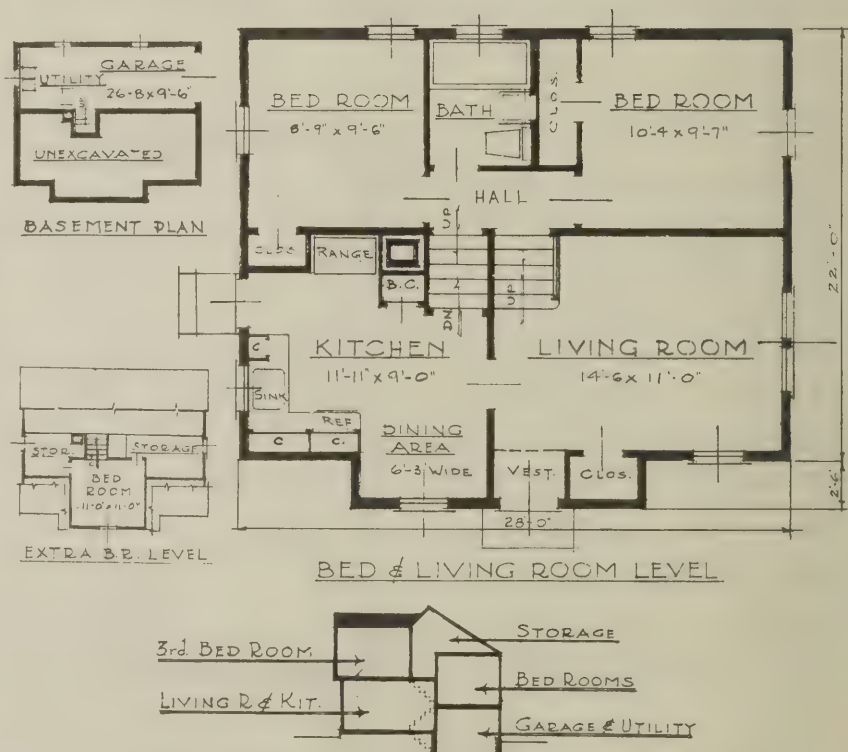 GARAGE
UTILITY
26-8 x 9'-6"
UNEXCAVATED
BASEMENT PLAN
BED ROOM
8'-9" x 9'-6"
BATH
CLOS.
BED ROOM
10'-4 x 9'-7"
HALL
UP
CLOS
RANGE
B.C.
DN
UP
22'-0"
KITCHEN
11'-11" x 9'-0"
LIVING ROOM
14'-6 x 11'-0"
C
SINK
REF
C
C.
DINING
AREA
6'-3 WIDE
VEST.
CLOS.
2'-6"
28'-0"
STOR.
STORAGE
BED
ROOM
11'-0" x 11'-0"
EXTRA B.R. LEVEL
BED & LIVING ROOM LEVEL
3rd. BED ROOM
STORAGE
LIVING R & KIT.
BED ROOMS
GARAGE & UTILITY